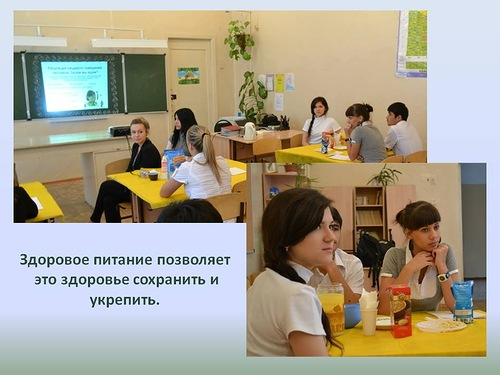 Здоровое питание позволяет
это здоровье сохранить и
укрепить.